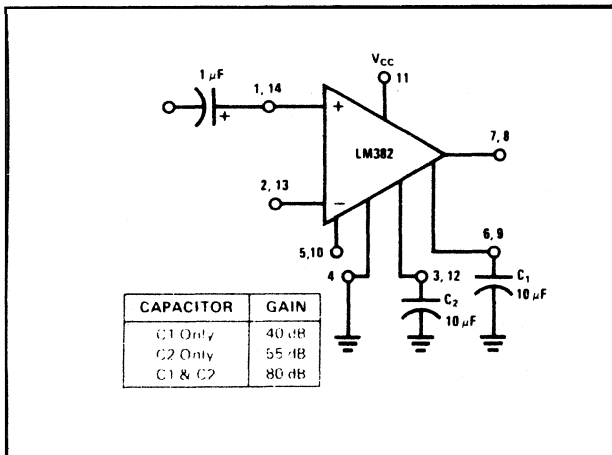 VCC
11
1 µF
1, 14
+
+
LM382
7, 8
2, 13
−
5,10
4
3, 12
6, 9
C1
10 µF
C2
10 µF
CAPACITOR GAIN
C1 Only 40 dB
C2 Only 55 dB
C1 & C2 80 dB